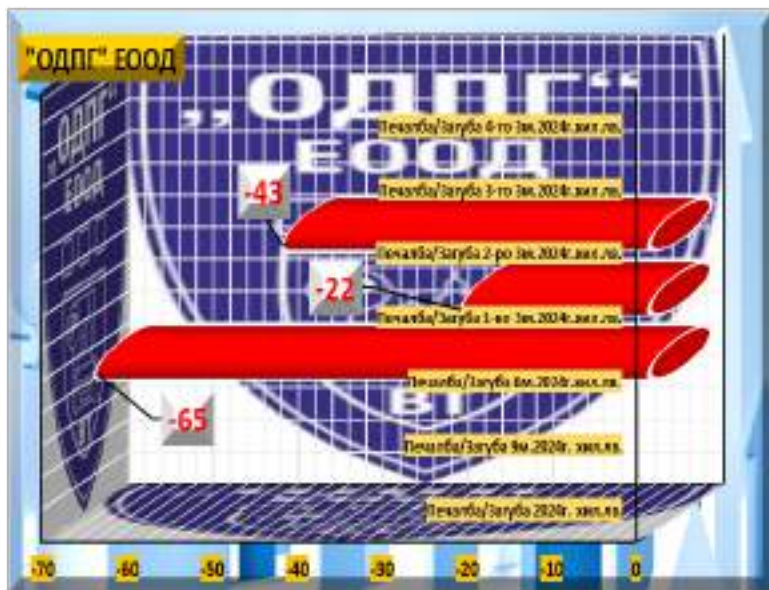 "ОДПГ" ЕООД
„ОДПГ“
ЕООД
„ОДПГ“
ЕООД
Печалба/Загуба 4-то 3м.2024г.хил.лв.
-43
Печалба/Загуба 3-то 3м.2024г.хил.лв.
Печалба/Загуба 2-ро 3м.2024г.хил.лв.
-22
Печалба/Загуба 1-во 3м.2024г.хил.лв.
Печалба/Загуба 6м.2024г.хил.лв.
-65
Печалба/Загуба 9м.2024г. хил.лв.
Печалба/Загуба 2024г. хил.лв.
-70 -60 -50 -40 -30 -20 -10 0